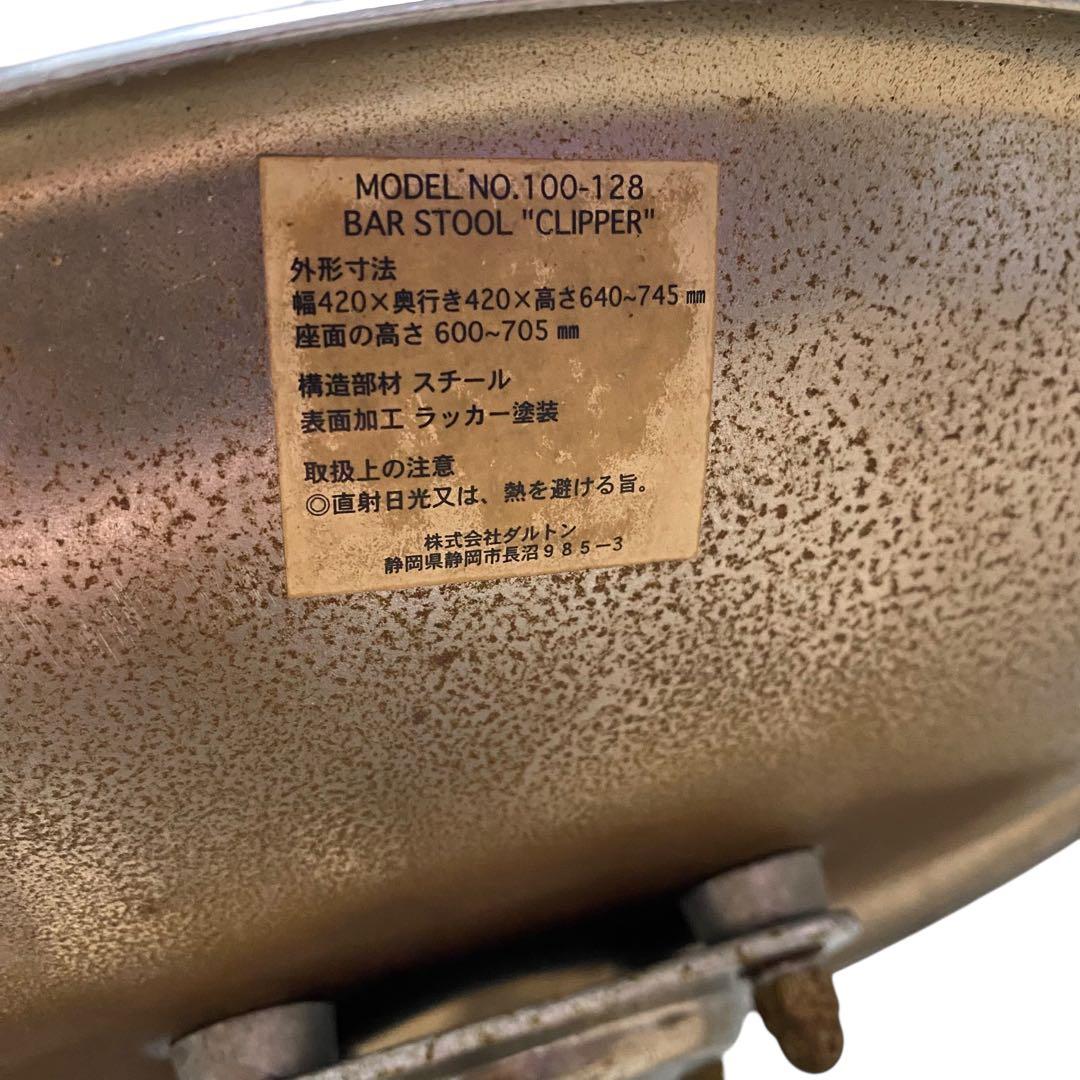 MODEL NO.100-128
BAR STOOL "CLIPPER"
外形寸法
幅420×奥行き420×高さ640~745㎜
座面の高さ 600~705㎜
構造部材 スチール
表面加工 ラッカー塗装
取扱上の注意
◎直射日光又は、熱を避ける旨。
株式会社ダルトン
静岡県静岡市長沼985-3